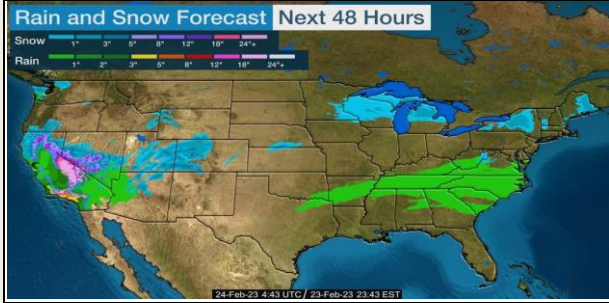 Rain and Snow Forecast Next 48 Hours
Snow
1" 3" 5" 8" 12" 18" 24"+
Rain
1" 2" 3" 5" 8" 12" 18" 24"+
24-Feb-23 4:43 UTC / 23-Feb-23 23:43 EST